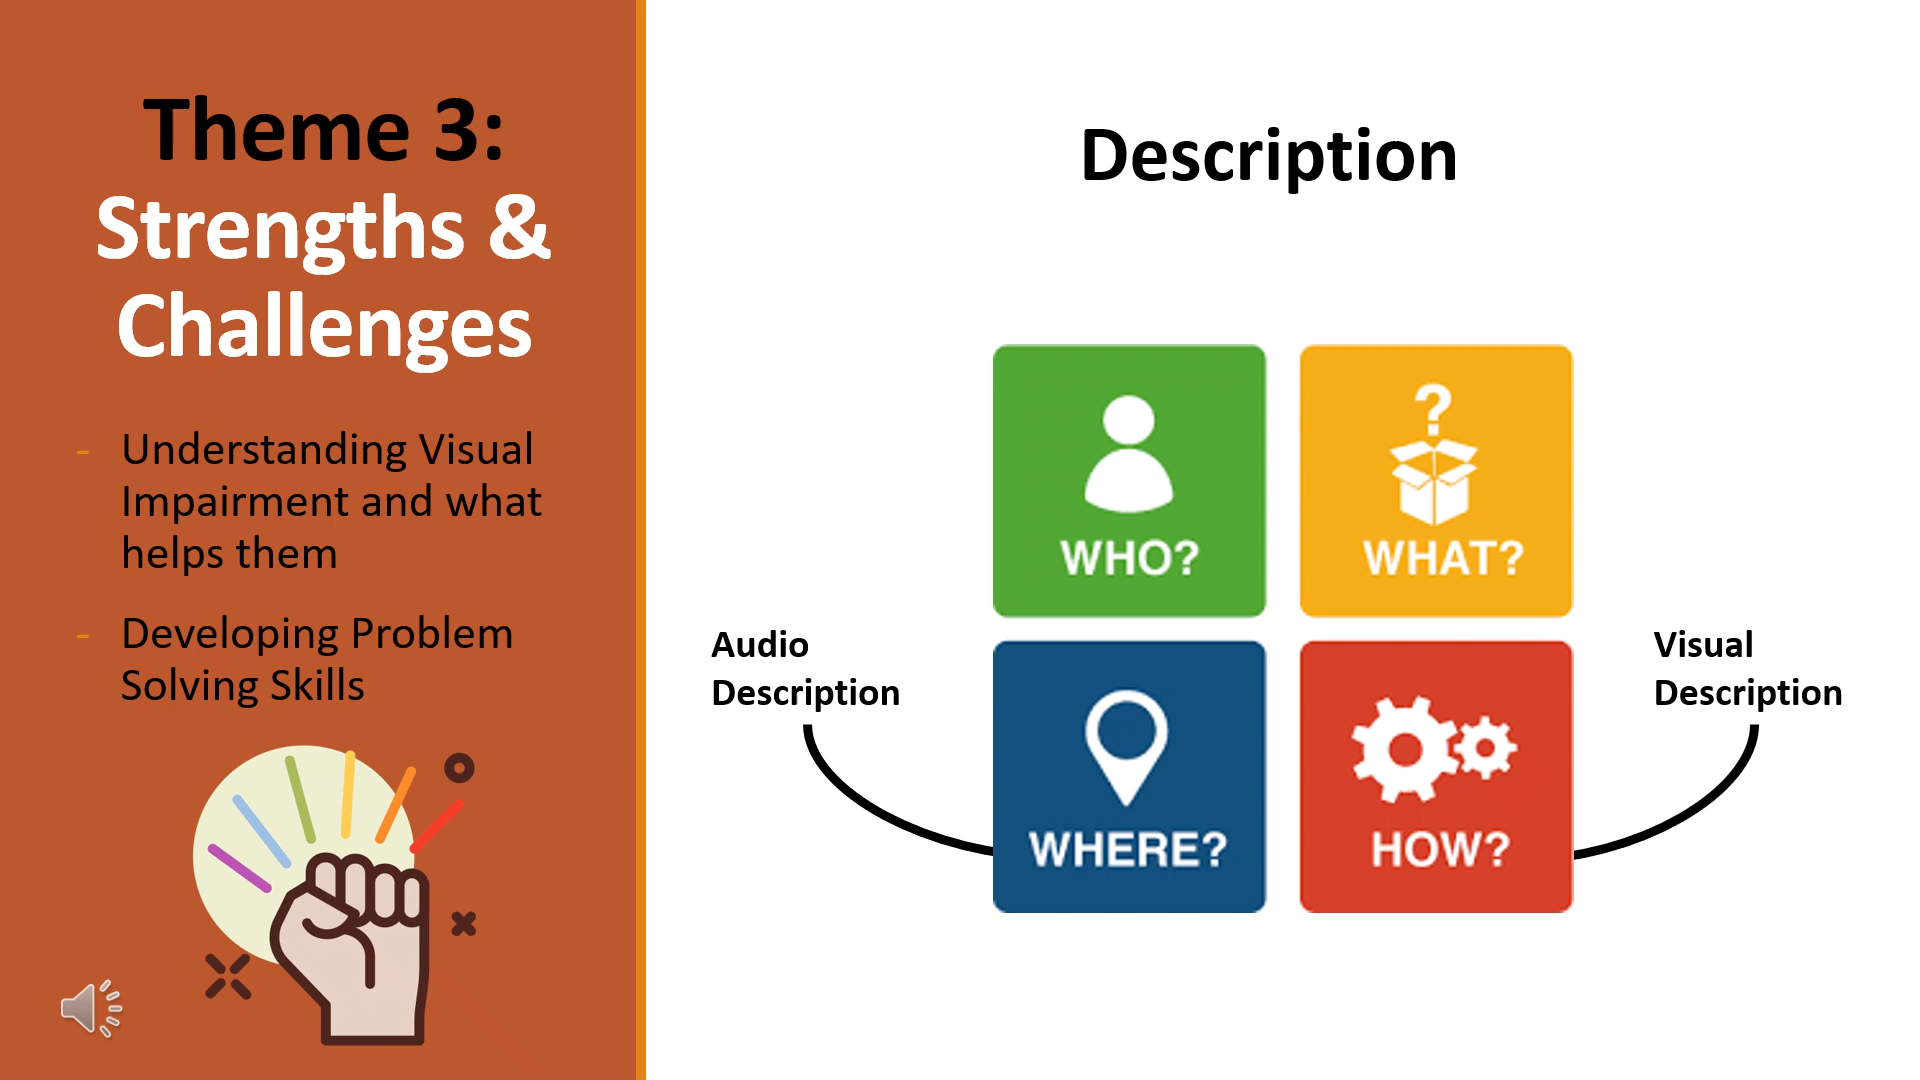 Theme 3:
Strengths &
Challenges
- Understanding Visual
Impairment and what
helps them
- Developing Problem
Solving Skills
Description
?
WHO?
WHAT?
Audio
Description
Visual
Description
WHERE?
HOW?